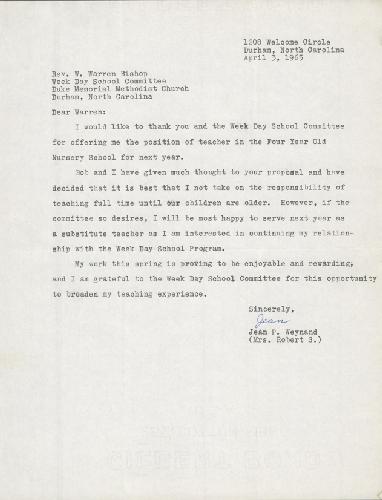 1208 Welcome Circle
Durham, North Carolina
April 3, 1965
Rev. W. Warren Bishop
Week Day School Committee
Duke Memorial Methodist Church
Durham, North Carolina
Dear Warren:
I would like to thank you and the Week Day School Committee
for offering me the position of teacher in the Four Year Old
Nursery School for next year.
Bob and I have given much thought to your proposal and have
decided that it is best that I not take on the responsibility of
teaching full time until our children are older. However, if the
committee so desires, I will be most happy to serve next year as
a substitute teacher as I am interested in continuing my relation-
ship with the Week Day School Program.
My work this spring is proving to be enjoyable and rewarding,
and I am grateful to the Week Day School Committee for this opportunity
to broaden my teaching experience.
Sincerely,
Jean
Jean P. Weynand
(Mrs. Robert S.)